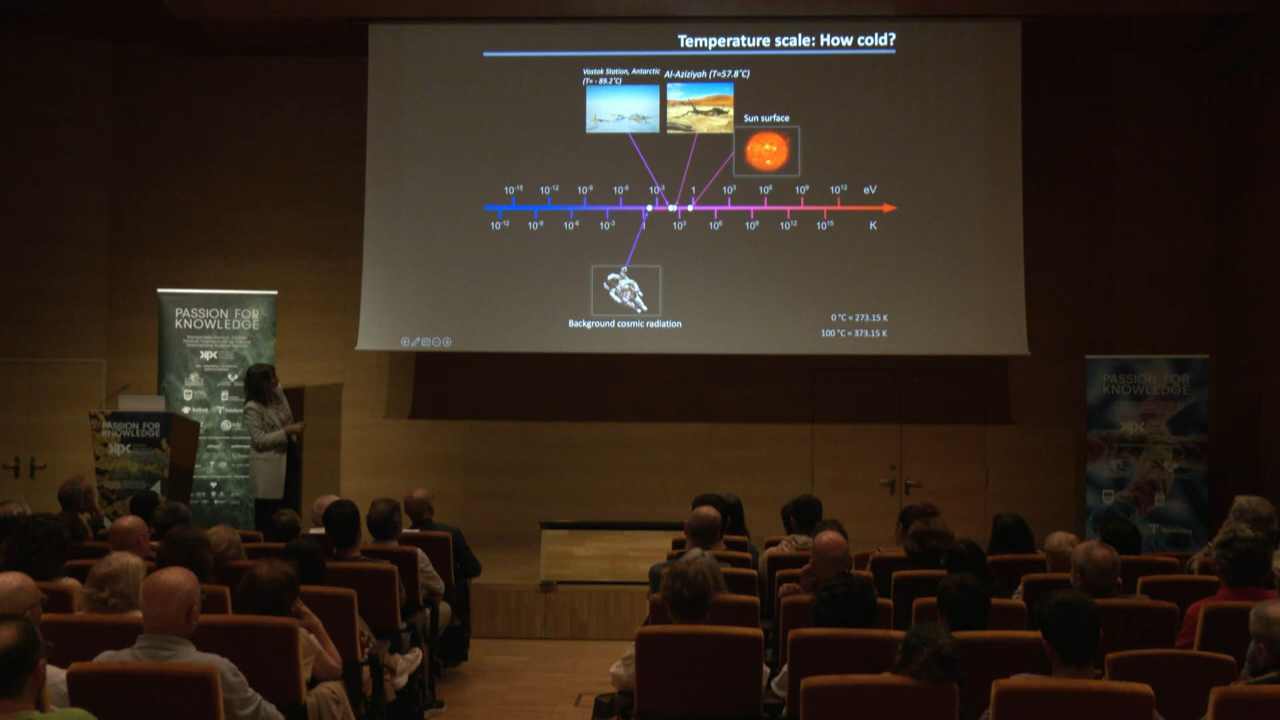 Temperature scale: How cold?
Vostok Station, Antarctic
(T= - 89.2˚C)
Al-Aziziyah (T=57.8˚C)
Sun surface
10⁻¹⁵ 10⁻¹² 10⁻⁹ 10⁻⁶ 10⁻³ 1 10³ 10⁶ 10⁹ 10¹² eV
10⁻¹² 10⁻⁹ 10⁻⁶ 10⁻³ 1 10³ 10⁶ 10⁹ 10¹² 10¹⁵ K
Background cosmic radiation
0 °C = 273.15 K
100 °C = 373.15 K
PASSION FOR
KNOWLEDGE
dipc
PASSION FOR
KNOWLEDGE
dipc
PASSION FOR
KNOWLEDGE
dipc